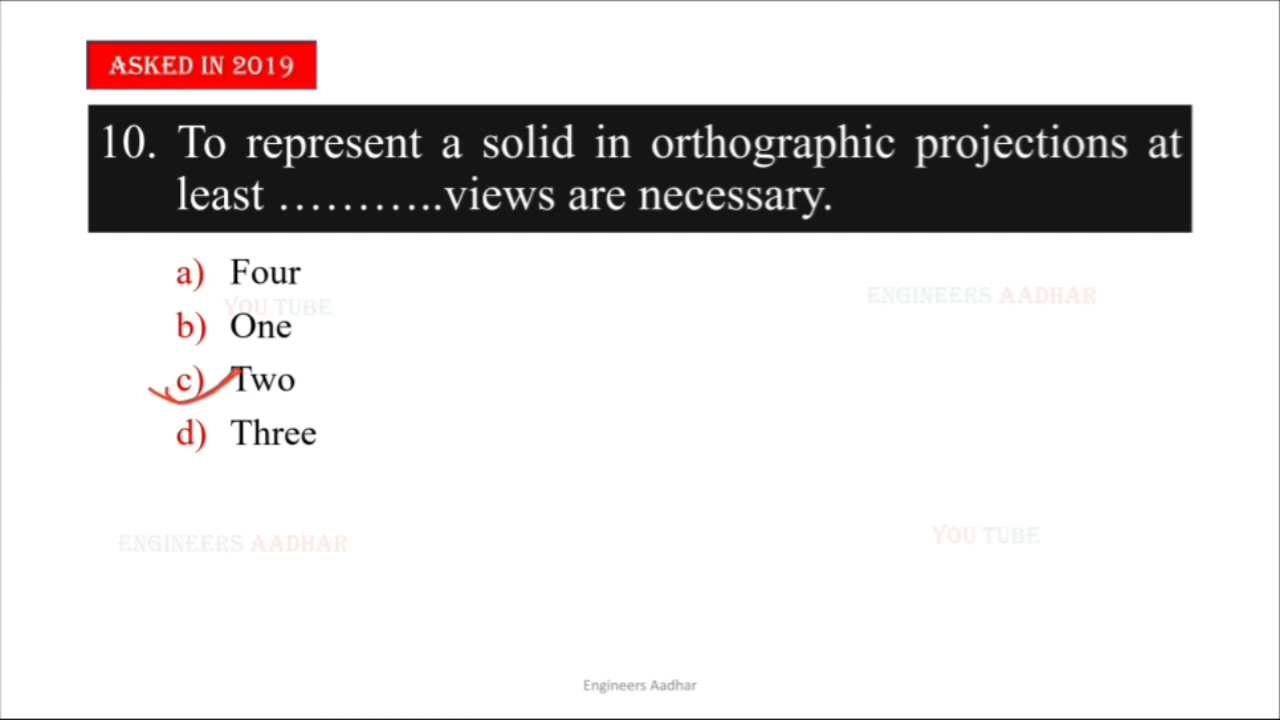 ASKED IN 2019
10. To represent a solid in orthographic projections at
least ………..views are necessary.
a) Four
YOU TUBE
ENGINEERS AADHAR
b) One
c) Two
d) Three
ENGINEERS AADHAR
YOU TUBE
Engineers Aadhar